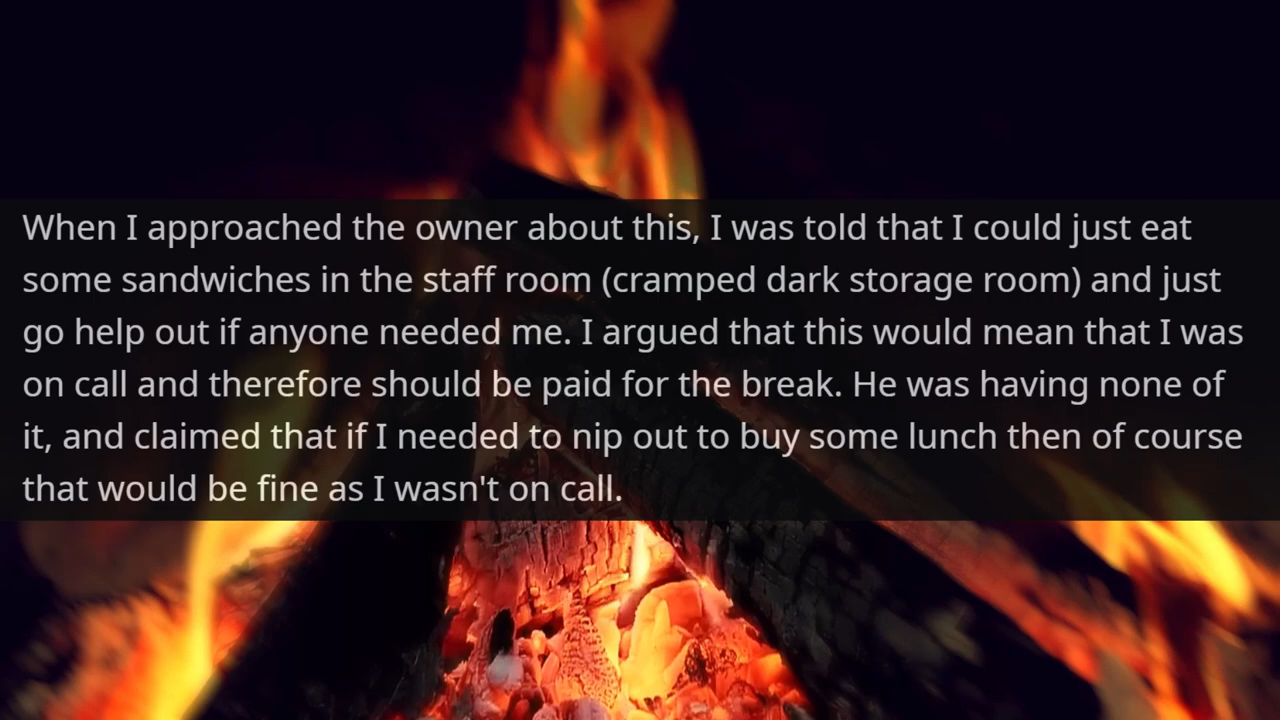 When I approached the owner about this, I was told that I could just eat
some sandwiches in the staff room (cramped dark storage room) and just
go help out if anyone needed me. I argued that this would mean that I was
on call and therefore should be paid for the break. He was having none of
it, and claimed that if I needed to nip out to buy some lunch then of course
that would be fine as I wasn't on call.